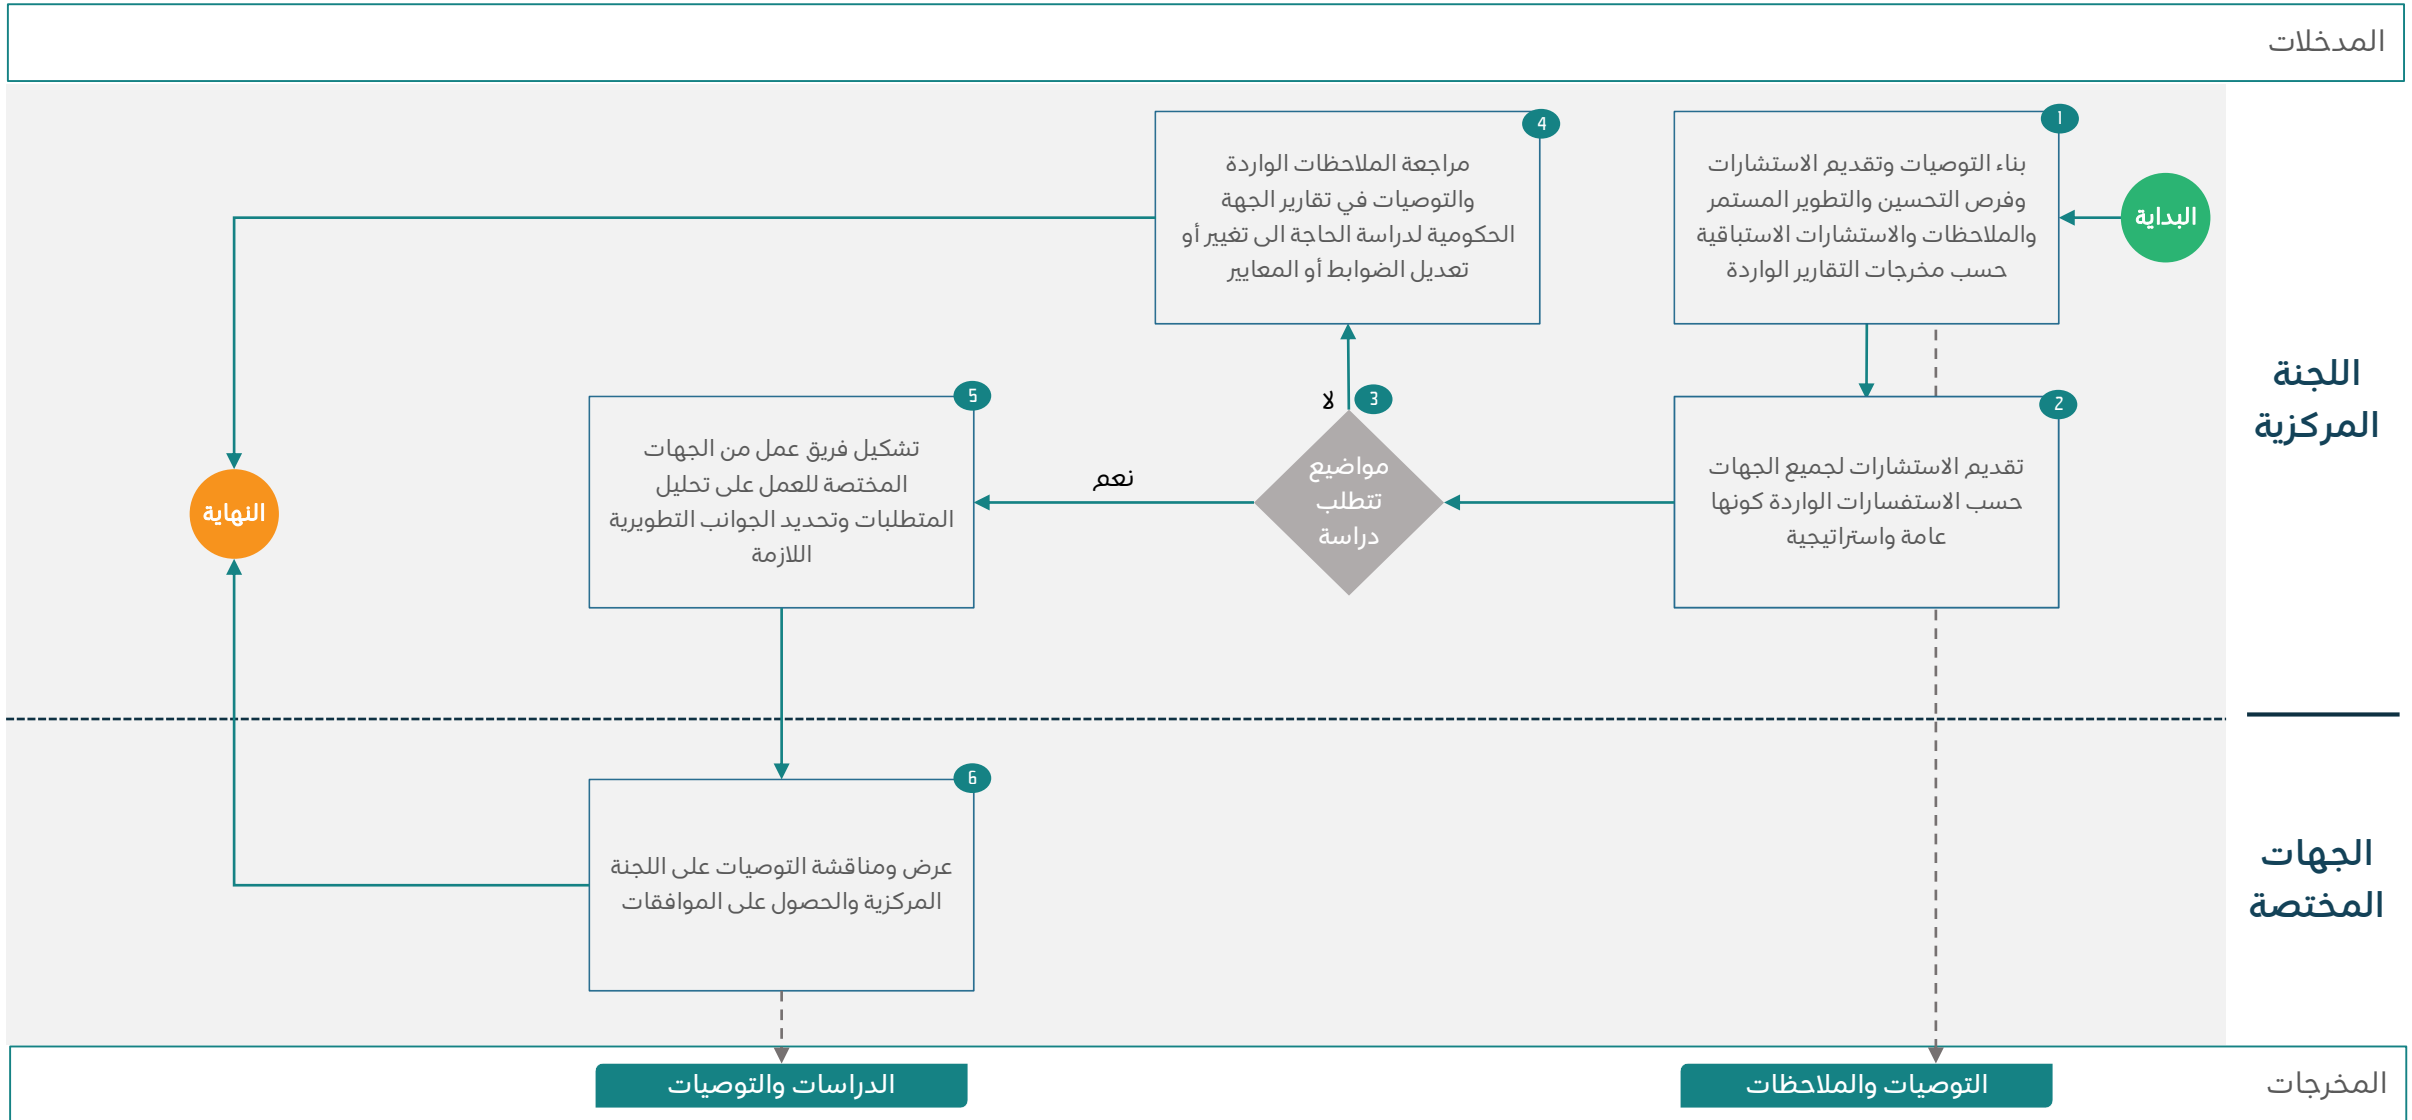 المدخلات
اللجنة
المركزية
البداية
1
بناء التوصيات وتقديم الاستشارات
وفرص التحسين والتطوير المستمر
والملاحظات والاستشارات الاستباقية
حسب مخرجات التقارير الواردة
2
تقديم الاستشارات لجميع الجهات
حسب الاستفسارات الواردة كونها
عامة واستراتيجية
3
مواضيع
تتطلب
دراسة
لا
نعم
4
مراجعة الملاحظات الواردة
والتوصيات في تقارير الجهة
الحكومية لدراسة الحاجة الى تغيير أو
تعديل الضوابط أو المعايير
5
تشكيل فريق عمل من الجهات
المختصة للعمل على تحليل
المتطلبات وتحديد الجوانب التطويرية
اللازمة
النهاية
الجهات
المختصة
6
عرض ومناقشة التوصيات على اللجنة
المركزية والحصول على الموافقات
المخرجات
التوصيات والملاحظات
الدراسات والتوصيات